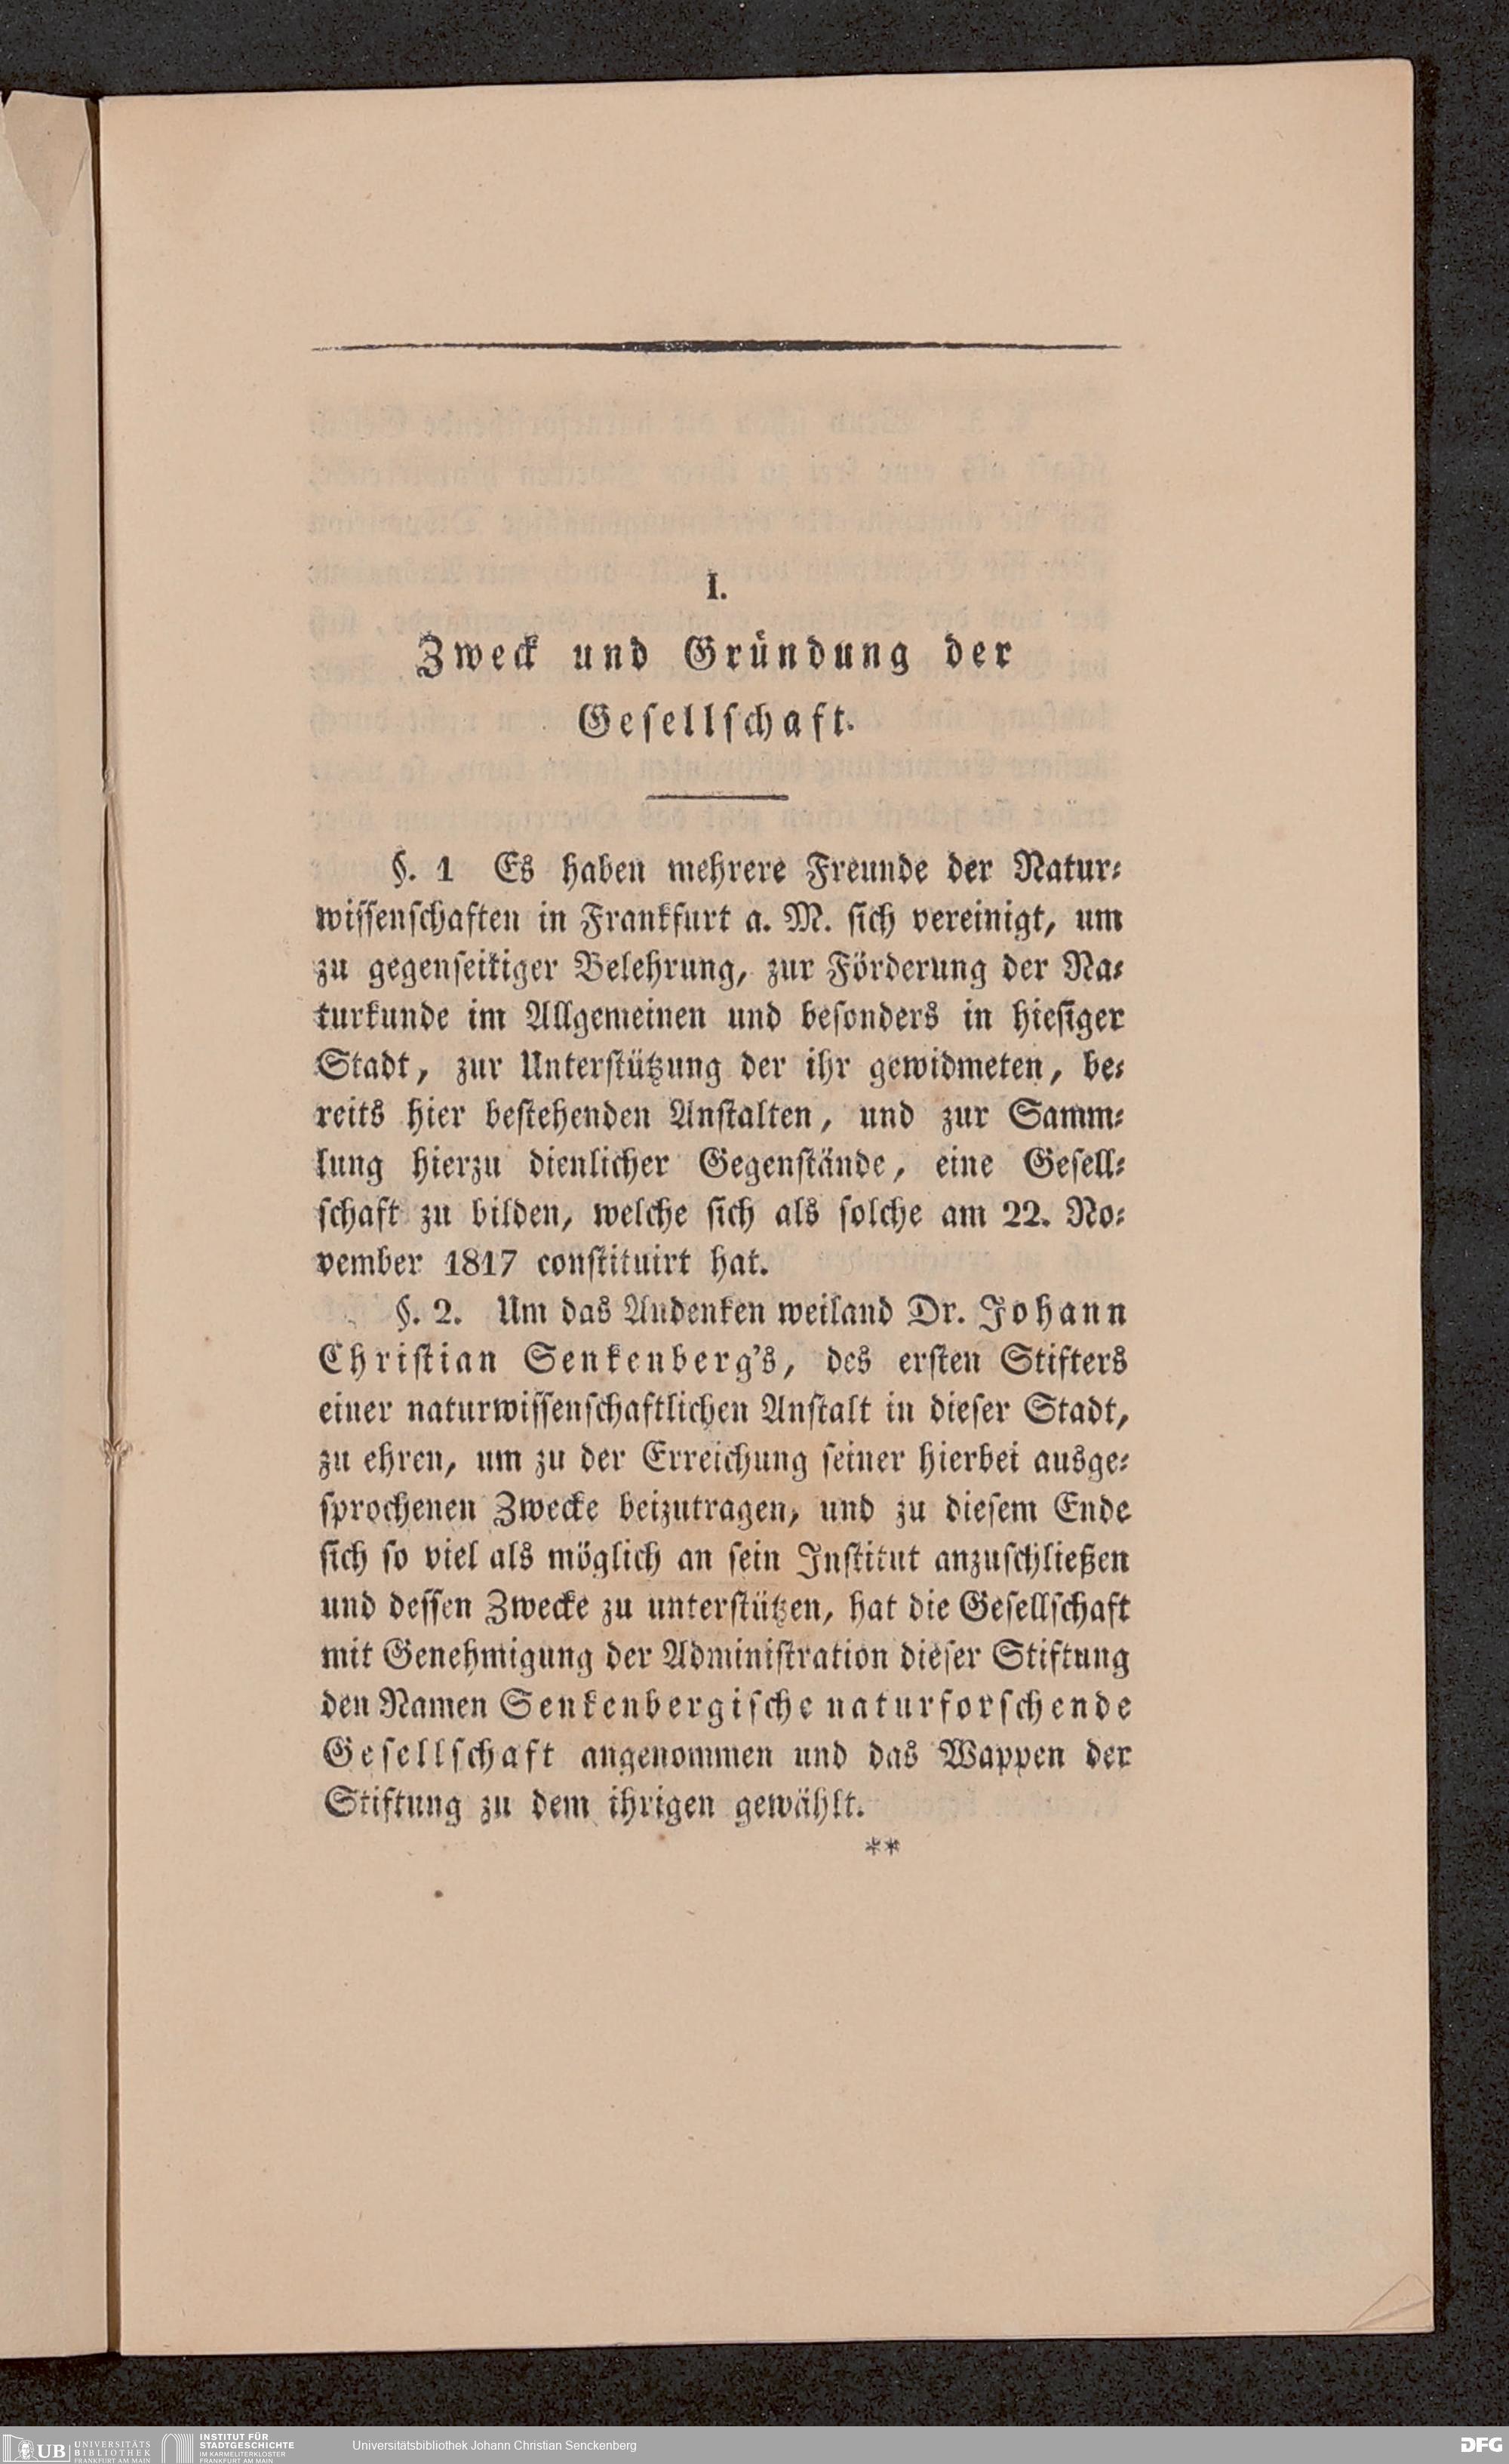 I.
Zweck und Gründung der
Gesellschaft.
§. 1 Es haben mehrere Freunde der Natur⸗
wissenschaften in Frankfurt a. M. sich vereinigt, um
zu gegenseitiger Belehrung, zur Förderung der Na⸗
turkunde im Allgemeinen und besonders in hiesiger
Stadt, zur Unterstützung der ihr gewidmeten, be⸗
reits hier bestehenden Anstalten, und zur Samm⸗
lung hierzu dienlicher Gegenstände, eine Gesell⸗
schaft zu bilden, welche sich als solche am 22. No⸗
vember 1817 constituirt hat.
§. 2. Um das Andenken weiland Dr. Johann
Christian Senkenberg's, des ersten Stifters
einer naturwissenschaftlichen Anstalt in dieser Stadt,
zu ehren, um zu der Erreichung seiner hierbei ausge⸗
sprochenen Zwecke beizutragen, und zu diesem Ende
sich so viel als möglich an sein Institut anzuschließen
und dessen Zwecke zu unterstützen, hat die Gesellschaft
mit Genehmigung der Administration dieser Stiftung
den Namen Senkenbergische naturforschende
Gesellschaft angenommen und das Wappen der
Stiftung zu dem ihrigen gewählt.
**
UB UNIVERSITÄTS
BIBLIOTHEK
FRANKFURT AM MAIN
INSTITUT FÜR
STADTGESCHICHTE
IM KARMELITERKLOSTER
FRANKFURT AM MAIN
Universitätsbibliothek Johann Christian Senckenberg
DFG